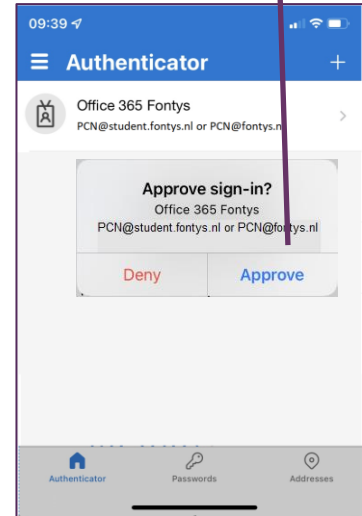 09:39
Authenticator
Office 365 Fontys
PCN@student.fontys.nl or PCN@fontys.n
Approve sign-in?
Office 365 Fontys
PCN@student.fontys.nl or PCN@fontys.nl
Deny
Approve
Authenticator
Passwords
Addresses